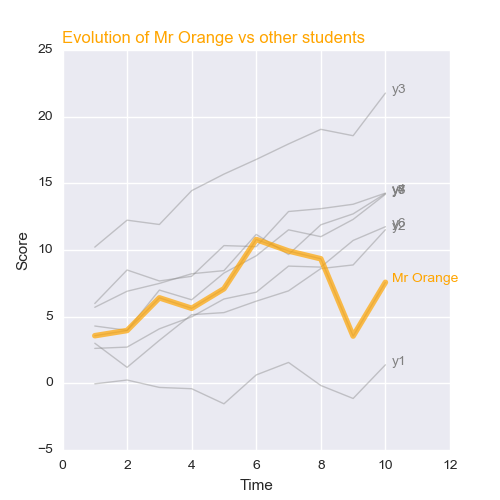 Evolution of Mr Orange vs other students
25
20
15
10
5
0
−5
Score
0 2 4 6 8 10 12
Time
y3
y6
y2
Mr Orange
y1